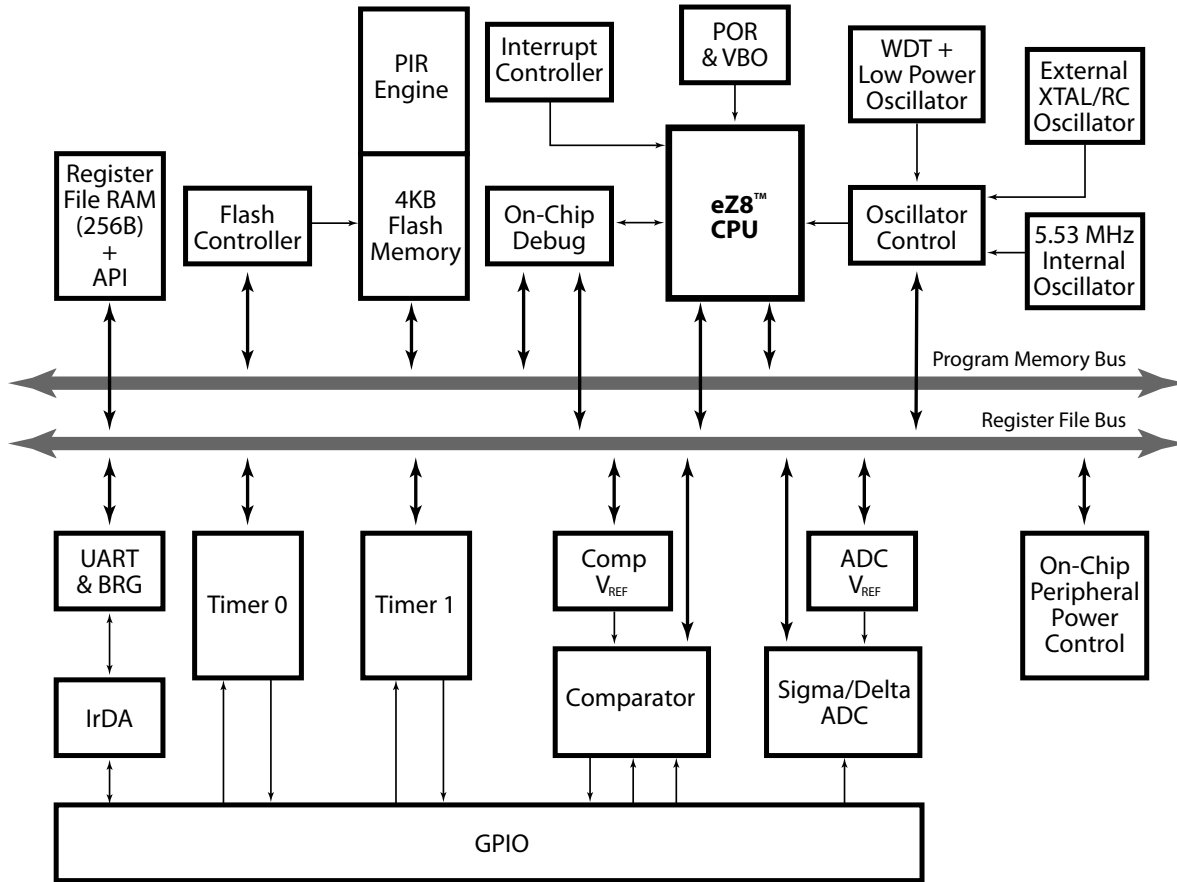 PIR
Engine
Interrupt
Controller
POR
& VBO
WDT +
Low Power
Oscillator
External
XTAL/RC
Oscillator
Register
File RAM
(256B)
+
API
Flash
Controller
4KB
Flash
Memory
On-Chip
Debug
eZ8™
CPU
Oscillator
Control
5.53 MHz
Internal
Oscillator
Program Memory Bus
Register File Bus
UART
& BRG
Timer 0
Timer 1
Comp
VREF
ADC
VREF
On-Chip
Peripheral
Power
Control
IrDA
Comparator
Sigma/Delta
ADC
GPIO